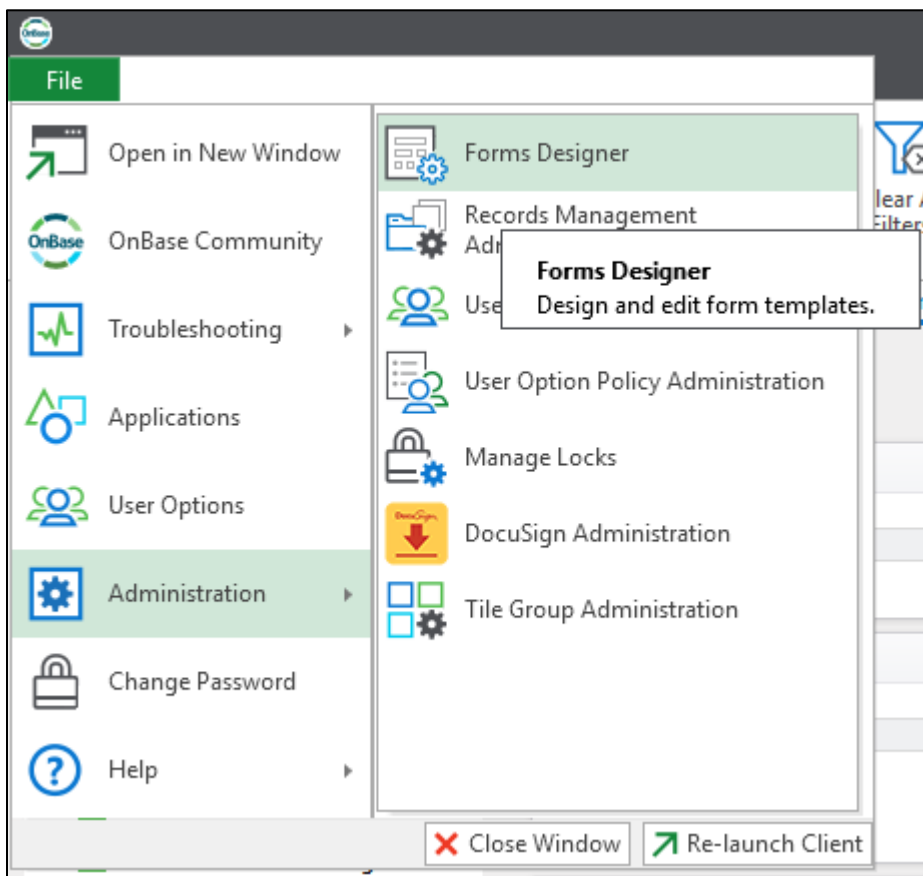 OnBase
File
Open in New Window
OnBase
OnBase Community
Troubleshooting
Applications
User Options
Administration
Change Password
Help
Forms Designer
Records Management
Forms Designer
Design and edit form templates.
User Option Policy Administration
Manage Locks
DocuSign
DocuSign Administration
Tile Group Administration
Close Window
Re-launch Client